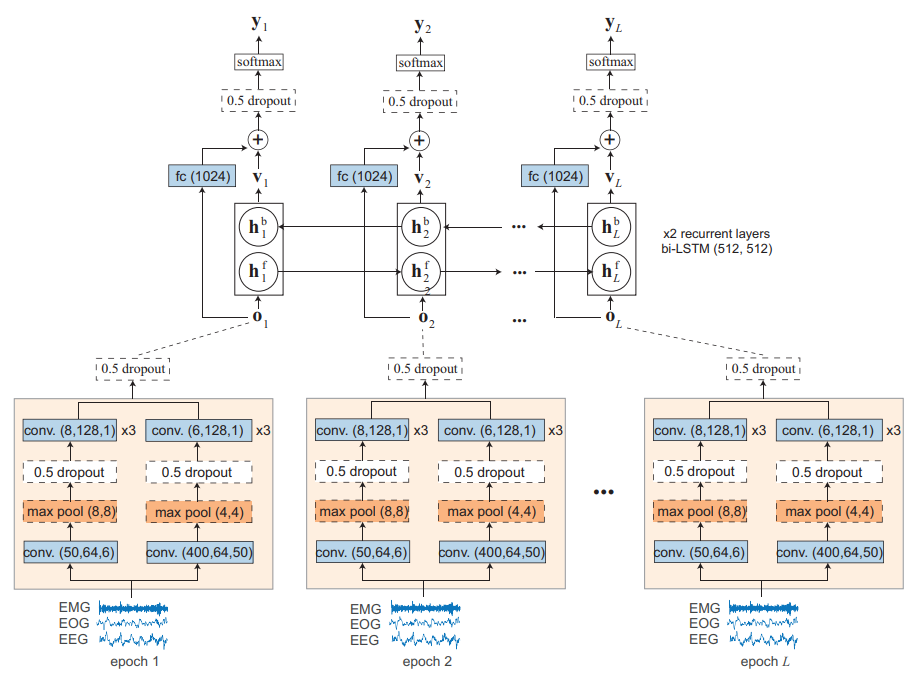 y1 y2 yL
softmax softmax softmax
0.5 dropout 0.5 dropout 0.5 dropout
+ + +
fc (1024) v1 fc (1024) v2 fc (1024) vL
h1b h2b ... hLb
x2 recurrent layers
bi-LSTM (512, 512)
h1f h2f 2 ... hLf
o1 o2 ... oL
0.5 dropout 0.5 dropout 0.5 dropout
conv. (8,128,1) x3 conv. (6,128,1) x3 conv. (8,128,1) x3 conv. (6,128,1) x3 conv. (8,128,1) x3 conv. (6,128,1) x3
0.5 dropout 0.5 dropout 0.5 dropout 0.5 dropout 0.5 dropout 0.5 dropout
...
max pool (8,8) max pool (4,4) max pool (8,8) max pool (4,4) max pool (8,8) max pool (4,4)
conv. (50,64,6) conv. (400,64,50) conv. (50,64,6) conv. (400,64,50) conv. (50,64,6) conv. (400,64,50)
EMG EMG EMG
EOG EOG EOG
EEG EEG EEG
epoch 1 epoch 2 epoch L